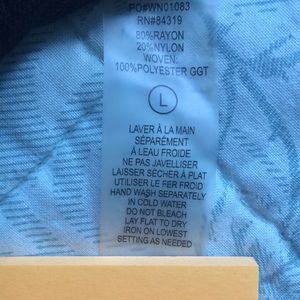 PO#WN01083
RN#84319
80%RAYON
20%NYLON
WOVEN:
100%POLYESTER GGT
L
LAVER À LA MAIN
SÉPARÉMENT
À LEAU FROIDE
NE PAS JAVELLISER
LAISSER SÉCHER À PLAT
UTILISER LE FER FROID
HAND WASH SEPARATELY
IN COLD WATER
DO NOT BLEACH
LAY FLAT TO DRY
IRON ON LOWEST
SETTING AS NEEDED